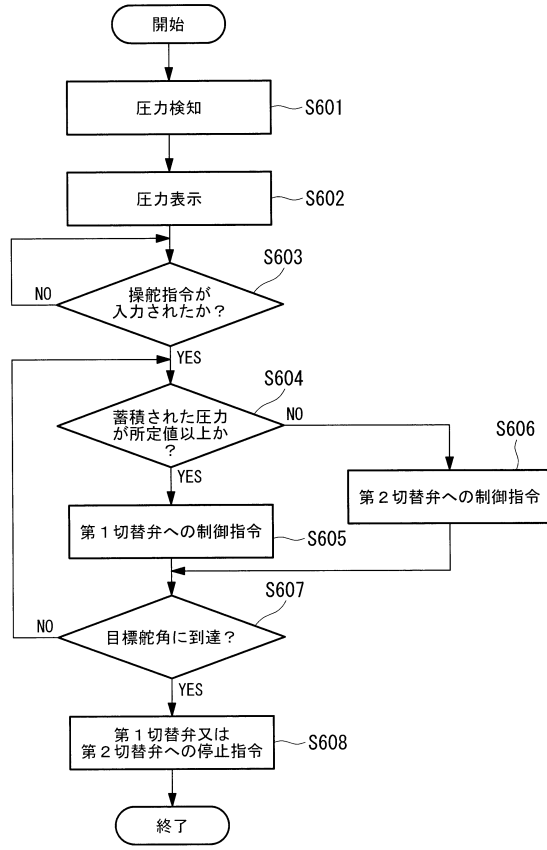 開始
圧力検知
S601
圧力表示
S602
S603
操舵指令が
入力されたか？
NO
YES
S604
蓄積された圧力
が所定値以上か
？
NO
YES
S606
第２切替弁への制御指令
第１切替弁への制御指令
S605
S607
目標舵角に到達？
NO
YES
第１切替弁又は
第２切替弁への停止指令
S608
終了